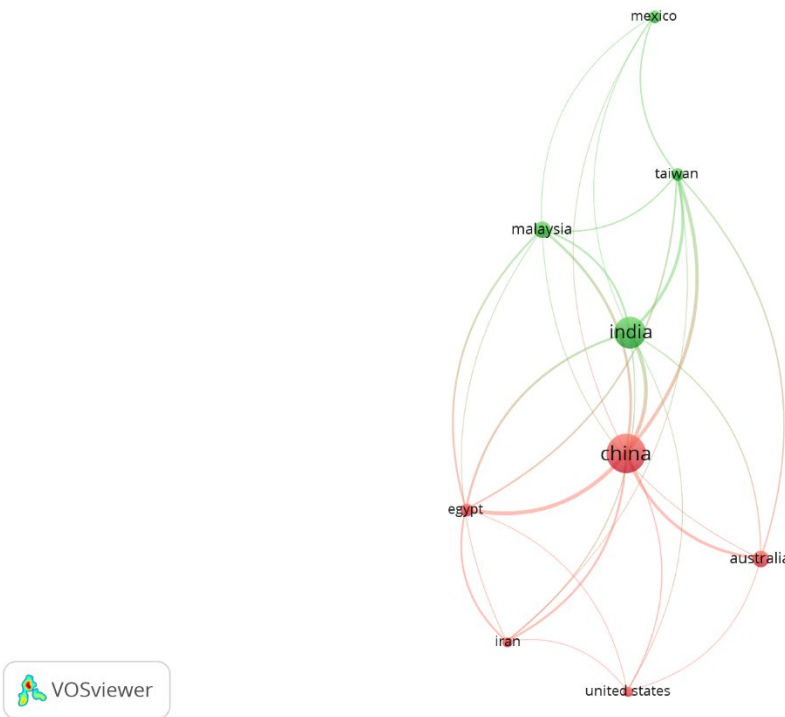 mexico
taiwan
malaysia
india
china
egypt
australia
iran
united states
VOSviewer